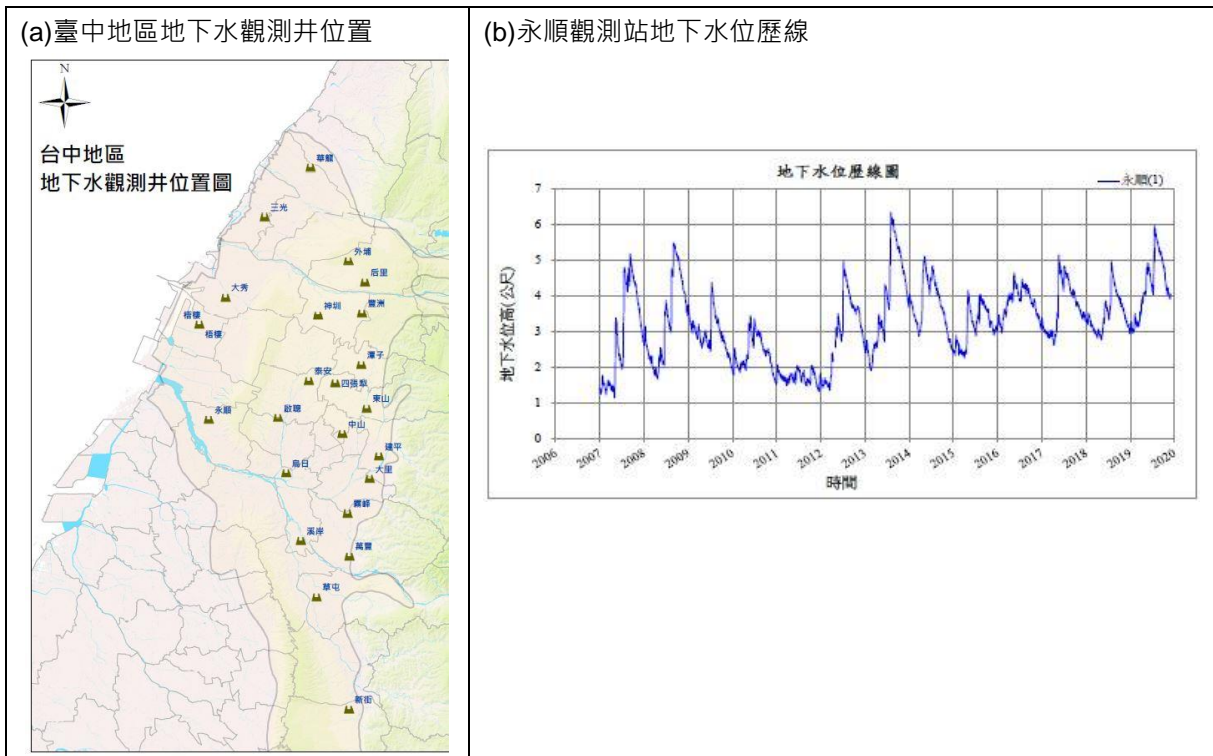 (a)臺中地區地下水觀測井位置
N
台中地區
地下水觀測井位置圖
華龍
三光
外埔
后里
大秀
神圳
豐洲
梧棲
梧棲
潭子
泰安
四張犁
東山
永順
啟聰
中山
建平
烏日
大里
霧峰
溪岸
萬豐
草屯
新街
(b)永順觀測站地下水位歷線
地下水位歷線圖
永順(1)
地下水位高(公尺)
7
6
5
4
3
2
1
0
2006 2007 2008 2009 2010 2011 2012 2013 2014 2015 2016 2017 2018 2019 2020
時間